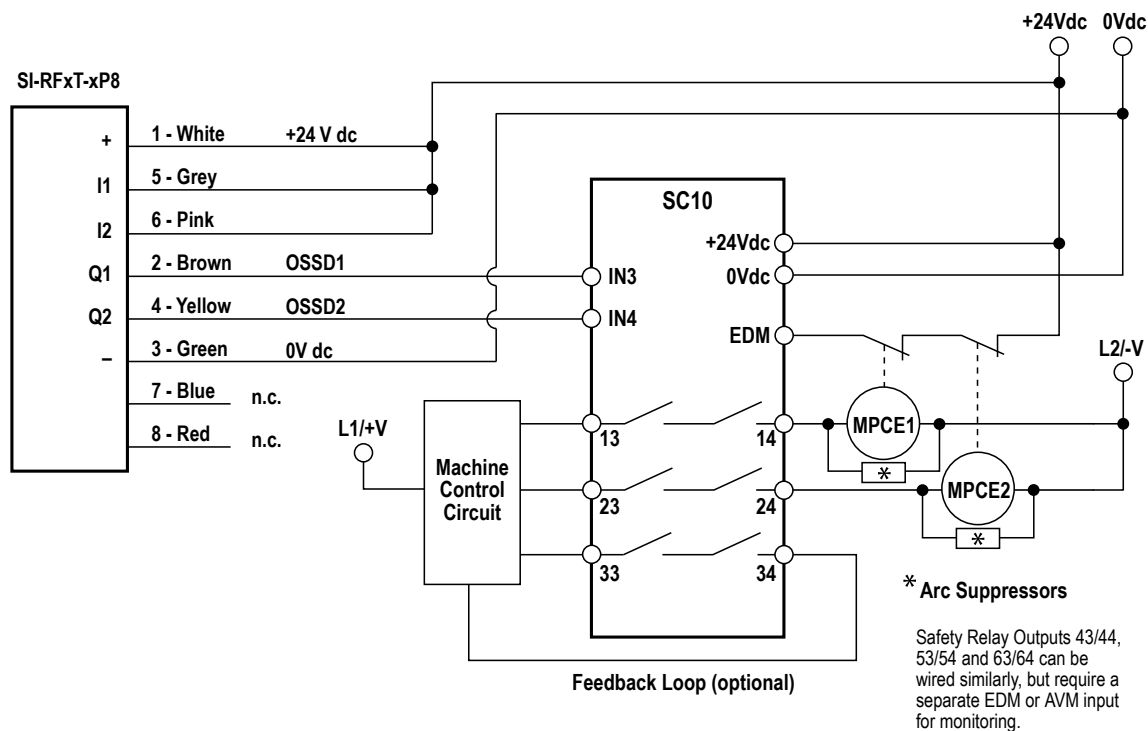 +24Vdc 0Vdc
SI-RFxT-xP8
+ 1 - White +24 V dc
I1 5 - Grey
I2 6 - Pink
Q1 2 - Brown OSSD1
Q2 4 - Yellow OSSD2
– 3 - Green 0V dc
7 - Blue n.c.
8 - Red n.c.
SC10
+24Vdc
0Vdc
IN3
IN4
EDM
L2/-V
L1/+V
Machine
Control
Circuit
13 14
23 24
33 34
MPCE1
*
MPCE2
*
* Arc Suppressors
Safety Relay Outputs 43/44,
53/54 and 63/64 can be
wired similarly, but require a
separate EDM or AVM input
for monitoring.
Feedback Loop (optional)